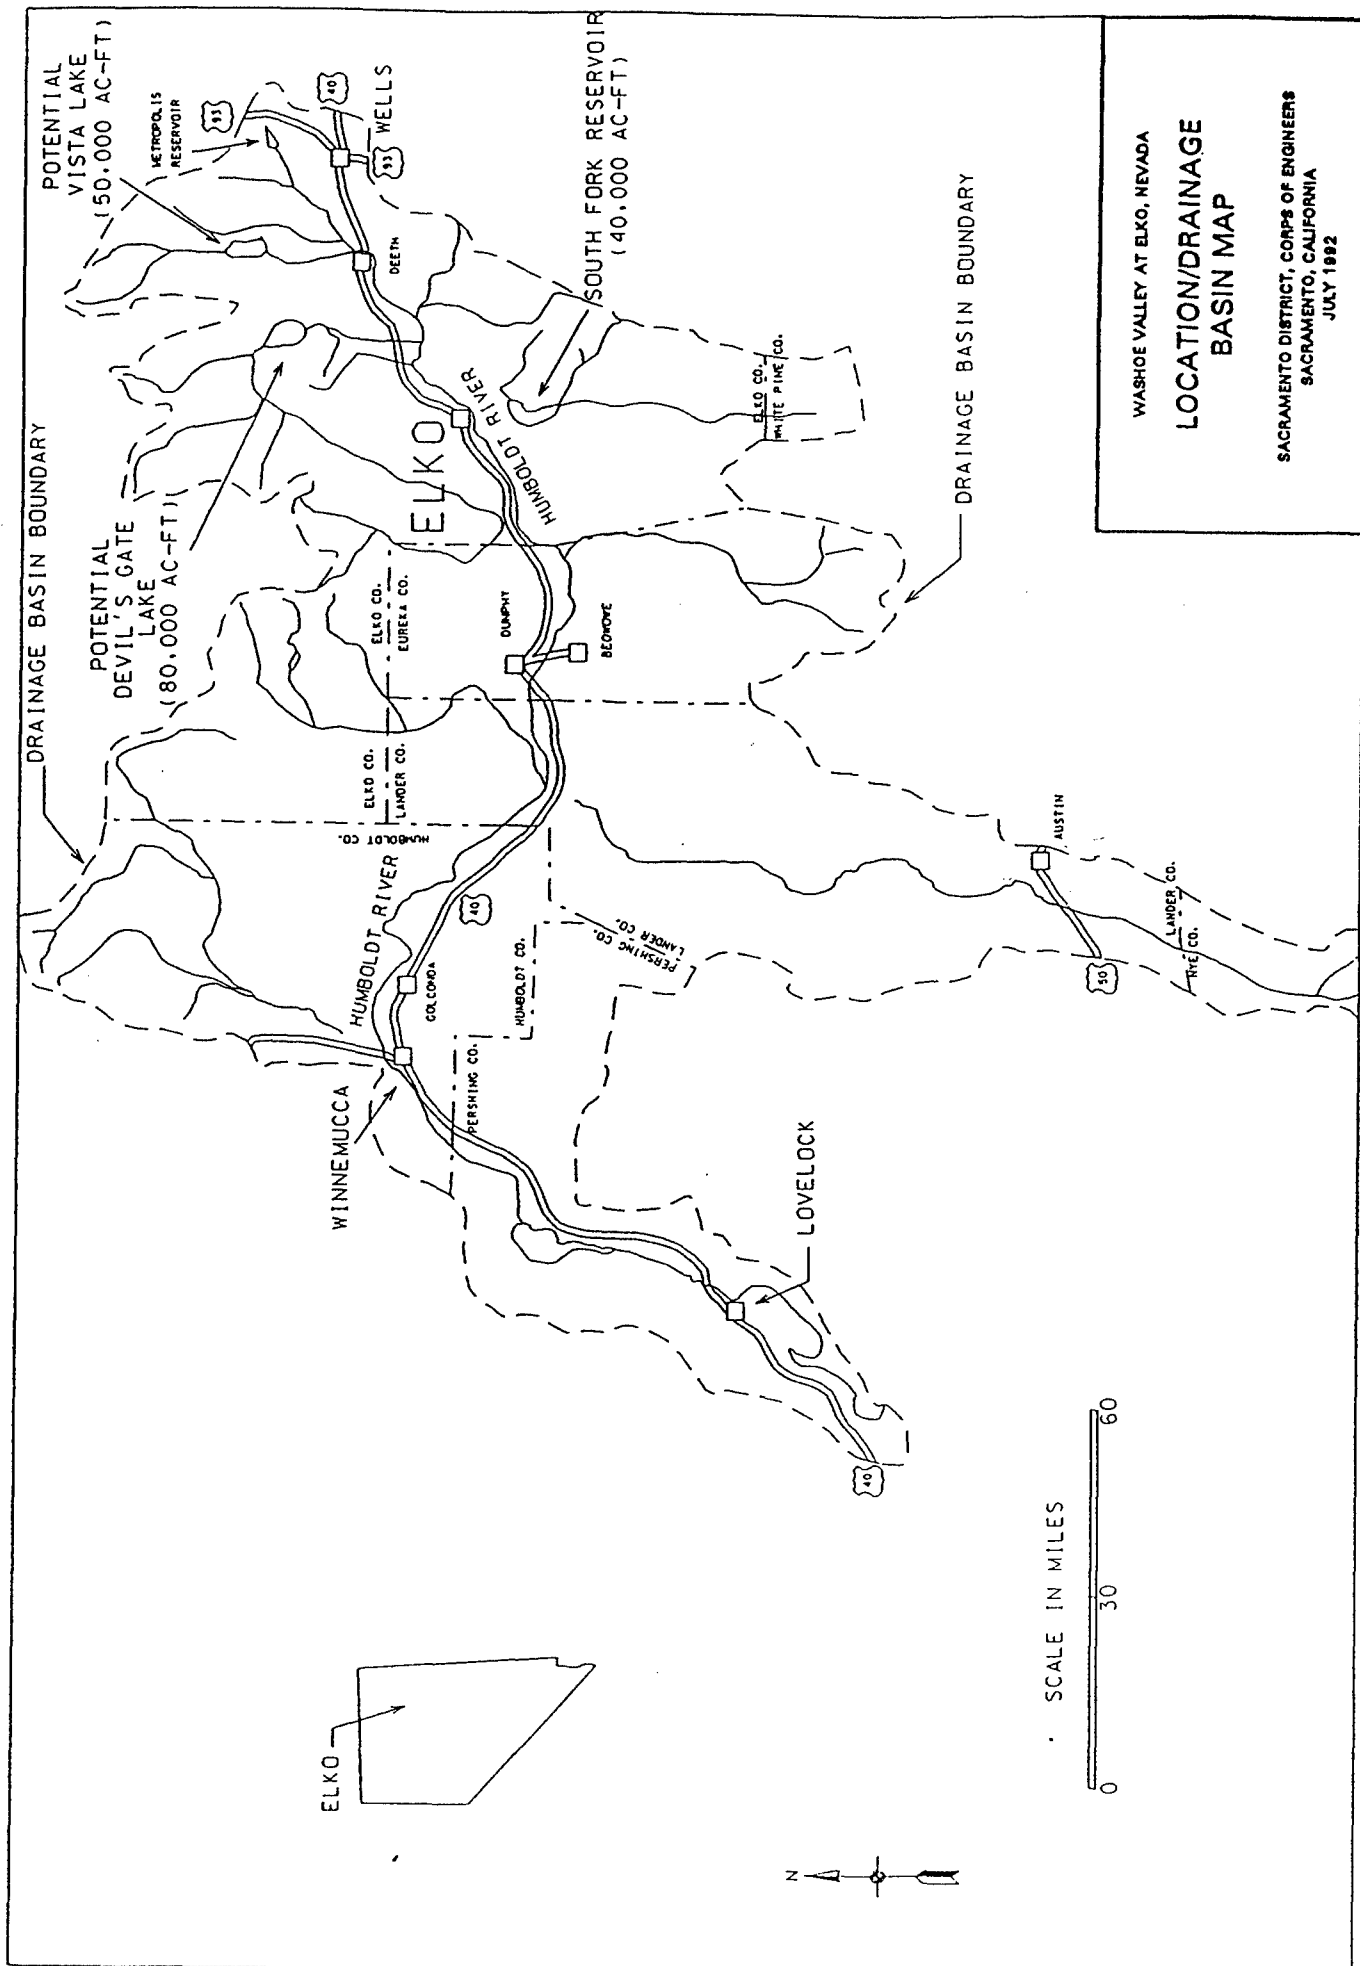 DRAINAGE BASIN BOUNDARY
POTENTIAL
DEVIL'S GATE
LAKE
(80,000 AC-FT)
POTENTIAL
VISTA LAKE
(50,000 AC-FT)
METROPOLIS
RESERVOIR
93
40
WELLS
93
DEETH
SOUTH FORK RESERVOIR
(40,000 AC-FT)
ELKO
HUMBOLDT RIVER
ELKO CO.
WHITE PINE CO.
DRAINAGE BASIN BOUNDARY
ELKO CO.
EUREKA CO.
DUNPHY
BEOWOWE
ELKO CO.
LANDER CO.
HUMBOLDT CO.
HUMBOLDT RIVER
40
GOLCONDA
HUMBOLDT CO.
PERSHING CO.
LANDER CO.
PERSHING CO.
WINNEMUCCA
AUSTIN
50
LANDER CO.
NYE CO.
LOVELOCK
40
ELKO
N
SCALE IN MILES
0 30 60
WASHOE VALLEY AT ELKO, NEVADA
LOCATION/DRAINAGE
BASIN MAP
SACRAMENTO DISTRICT, CORPS OF ENGINEERS
SACRAMENTO, CALIFORNIA
JULY 1992